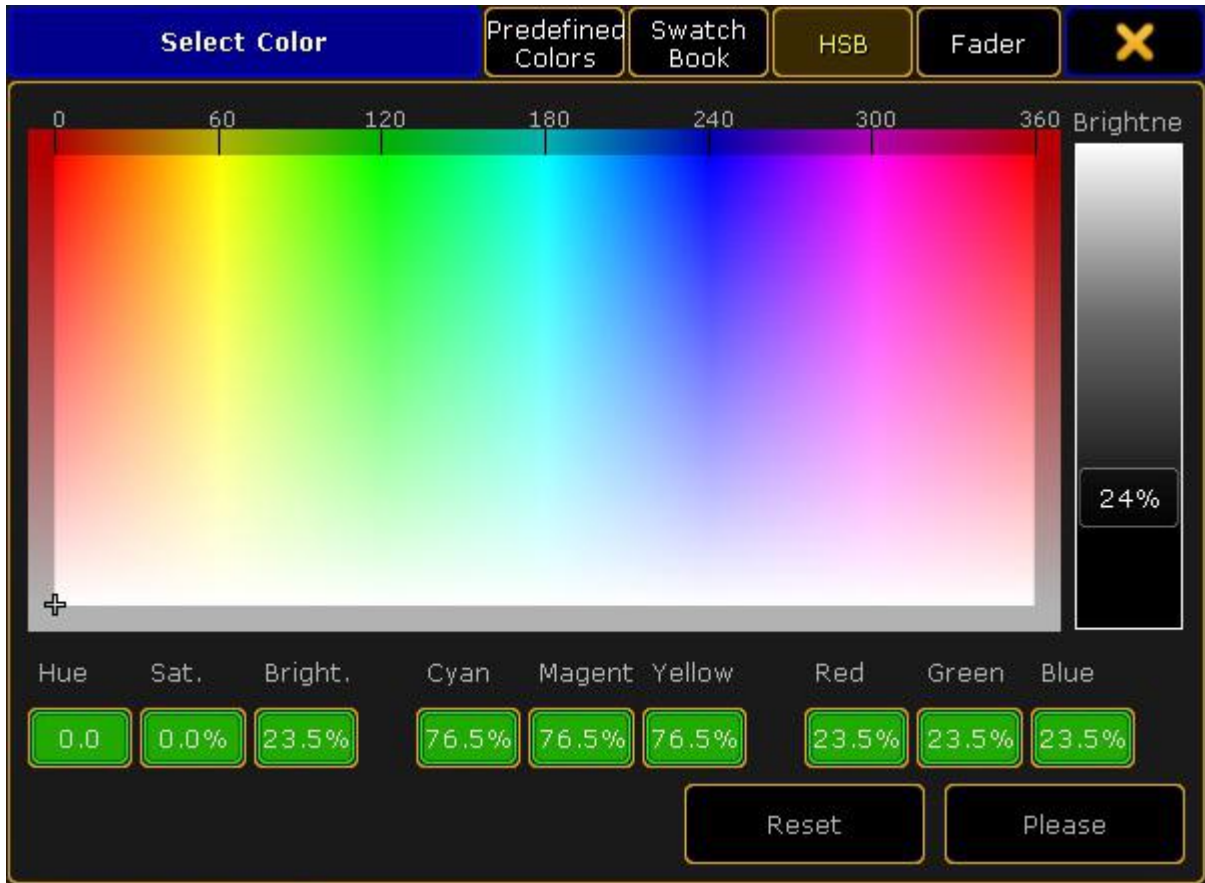 Select Color
Predefined
Colors
Swatch
Book
HSB
Fader
0 60 120 180 240 300 360
Brightne
24%
Hue Sat. Bright. Cyan Magent Yellow Red Green Blue
0.0 0.0% 23.5% 76.5% 76.5% 76.5% 23.5% 23.5% 23.5%
Reset Please